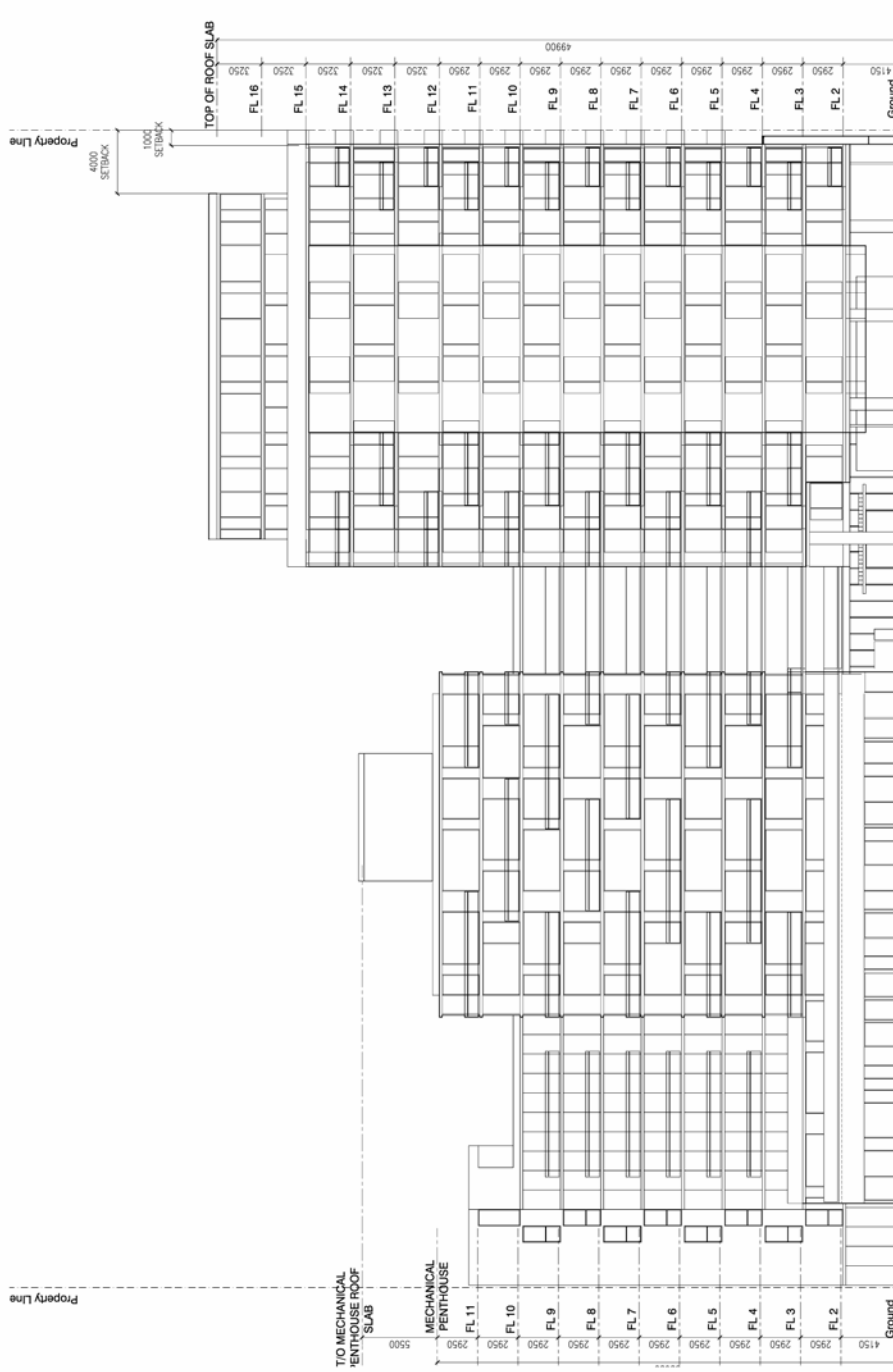 Property Line
4000
SETBACK
1000
SETBACK
TOP OF ROOF SLAB
49900
3250
FL 16
3250
FL 15
3250
FL 14
3250
FL 13
3250
FL 12
2950
FL 11
2950
FL 10
2950
FL 9
2950
FL 8
2950
FL 7
2950
FL 6
2950
FL 5
2950
FL 4
2950
FL 3
2950
FL 2
4150
Ground
Property Line
T/O MECHANICAL
PENTHOUSE ROOF
SLAB
5500
MECHANICAL
PENTHOUSE
2950
FL 11
2950
FL 10
2950
FL 9
2950
FL 8
2950
FL 7
2950
FL 6
2950
FL 5
2950
FL 4
2950
FL 3
2950
FL 2
4150
Ground